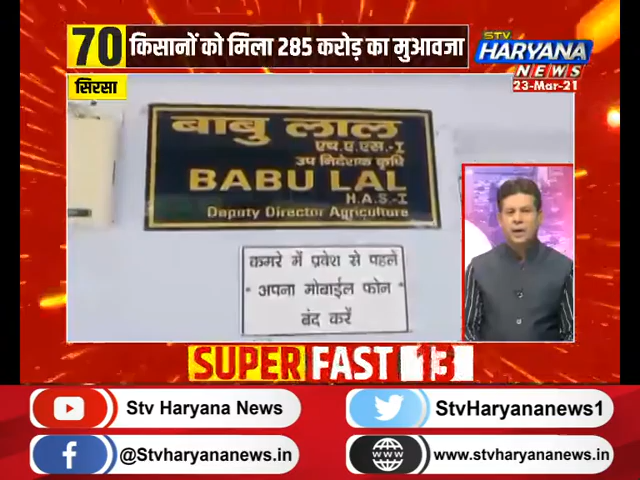 70 किसानों को मिला 285 करोड़ का मुआवजा
STV
HARYANA
NEWS
23-Mar-21
सिरसा
बाबु लाल
एच.ए.एस.-I
उप निदेशक कृषि
BABU LAL
H.A.S-I
Deputy Director Agriculture
कमरे में प्रवेश से पहले
अपना मोबाईल फोन
बंद करें
SUPER FAST 13
Stv Haryana News
StvHaryananews1
@Stvharyananews.in
www.stvharyananews.in